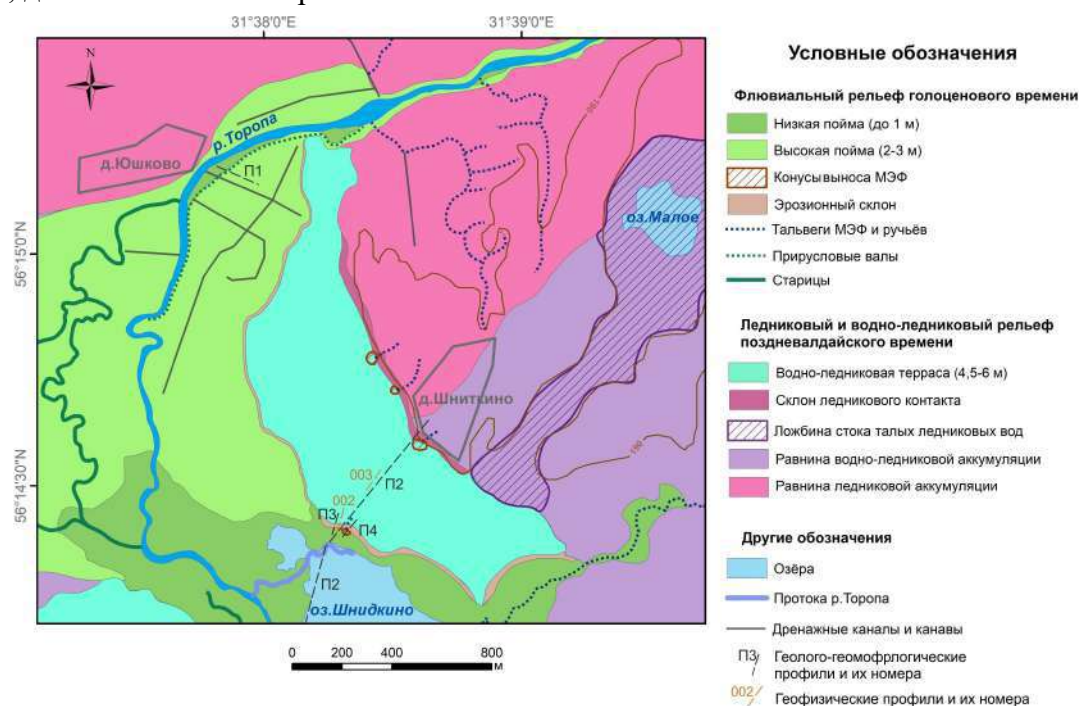 31°38'0"E
31°39'0"E
N
р.Торопа
д.Юшково
П1
оз.Малое
56°15'0"N
190
д.Шниткино
190
003
П2
56°14'30"N
002
П3
П4
П2
оз.Шнидкино
0 200 400 800
м
Условные обозначения
Флювиальный рельеф голоценового времени
Низкая пойма (до 1 м)
Высокая пойма (2-3 м)
Конусы выноса МЭФ
Эрозионный склон
Тальвеги МЭФ и ручьёв
Прирусловые валы
Старицы
Ледниковый и водно-ледниковый рельеф
поздневалдайского времени
Водно-ледниковая терраса (4,5-6 м)
Склон ледникового контакта
Ложбина стока талых ледниковых вод
Равнина водно-ледниковой аккумуляции
Равнина ледниковой аккумуляции
Другие обозначения
Озёра
Протока р.Торопа
Дренажные каналы и канавы
П3 Геолого-геомофрлогические
профили и их номера
002 Геофизические профили и их номера